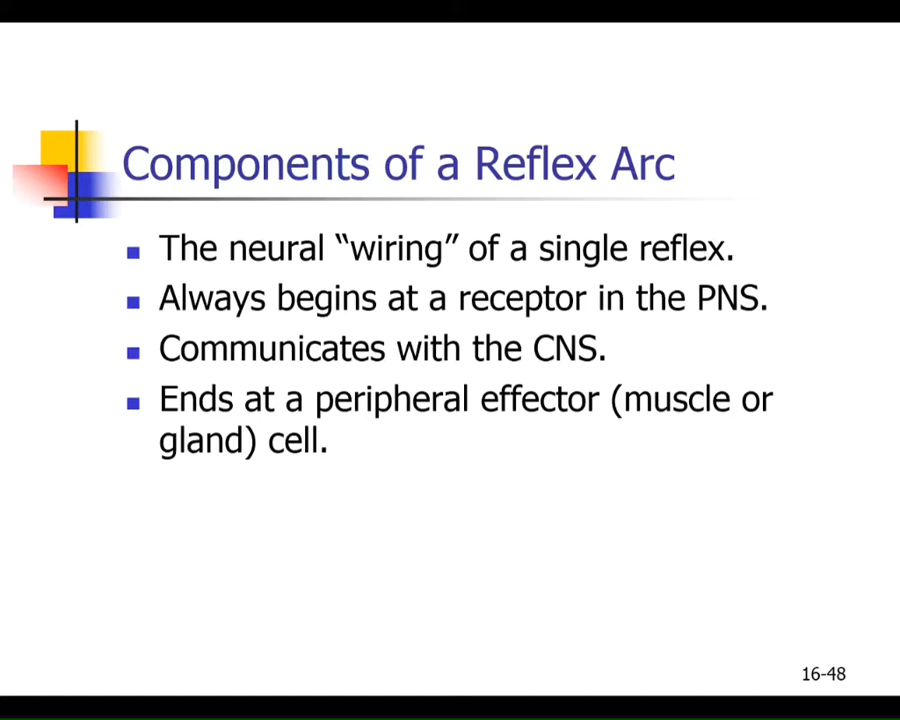 Components of a Reflex Arc
The neural “wiring” of a single reflex.
Always begins at a receptor in the PNS.
Communicates with the CNS.
Ends at a peripheral effector (muscle or
gland) cell.
16-48